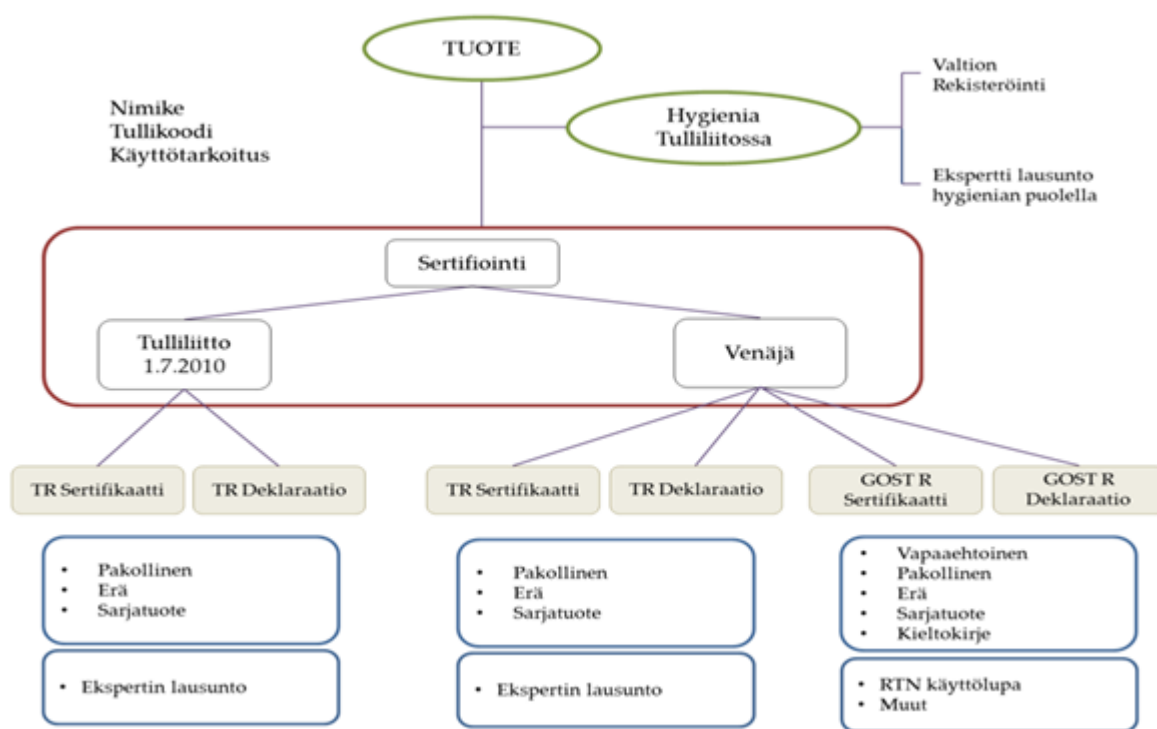 TUOTE
Nimike
Tullikoodi
Käyttötarkoitus
Hygienia
Tulliliitossa
Valtion
Rekisteröinti
Ekspertti lausunto
hygienian puolella
Sertifiointi
Tulliliitto
1.7.2010
Venäjä
TR Sertifikaatti
TR Deklaraatio
TR Sertifikaatti
TR Deklaraatio
GOST R
Sertifikaatti
GOST R
Deklaraatio
• Pakollinen
• Erä
• Sarjatuote
• Pakollinen
• Erä
• Sarjatuote
• Vapaaehtoinen
• Pakollinen
• Erä
• Sarjatuote
• Kieltokirje
• Ekspertin lausunto
• Ekspertin lausunto
• RTN käyttölupa
• Muut